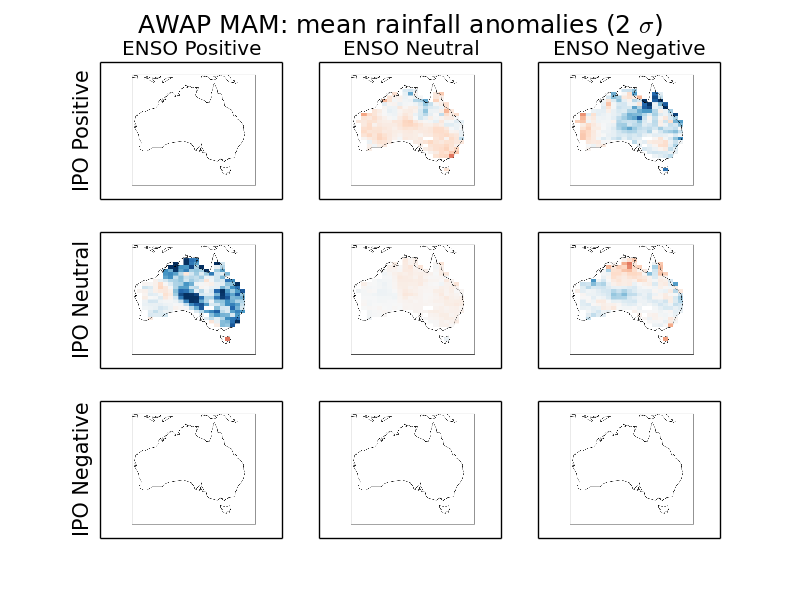 AWAP MAM: mean rainfall anomalies (2 σ)
ENSO Positive ENSO Neutral ENSO Negative
IPO Positive
IPO Neutral
IPO Negative